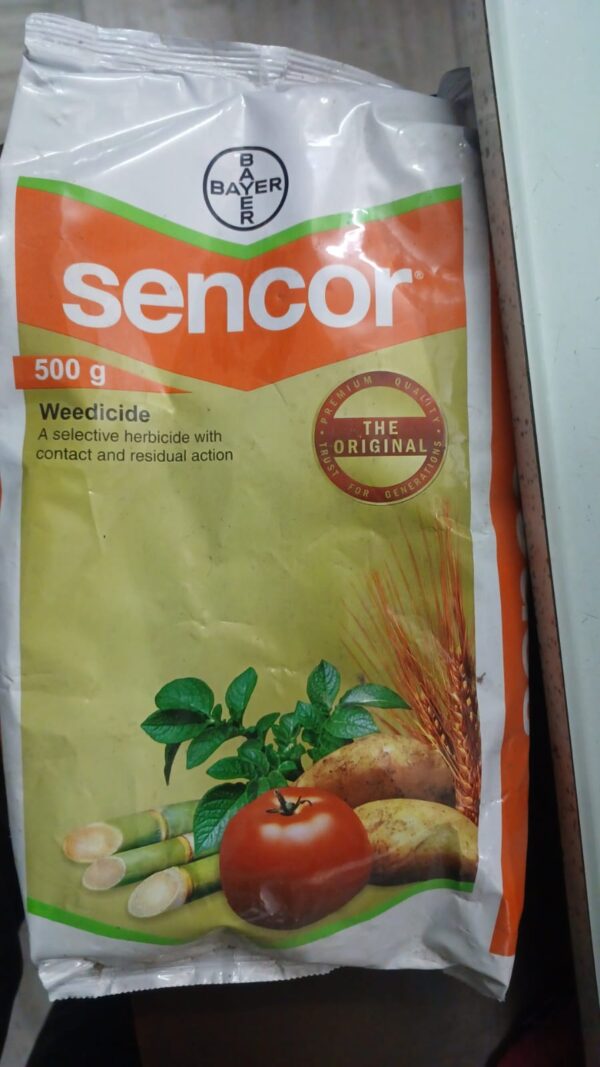 BAYER
BAYER
sencor®
500 g
Weedicide
A selective herbicide with
contact and residual action
PREMIUM QUALITY
THE
ORIGINAL
TRUST FOR GENERATIONS